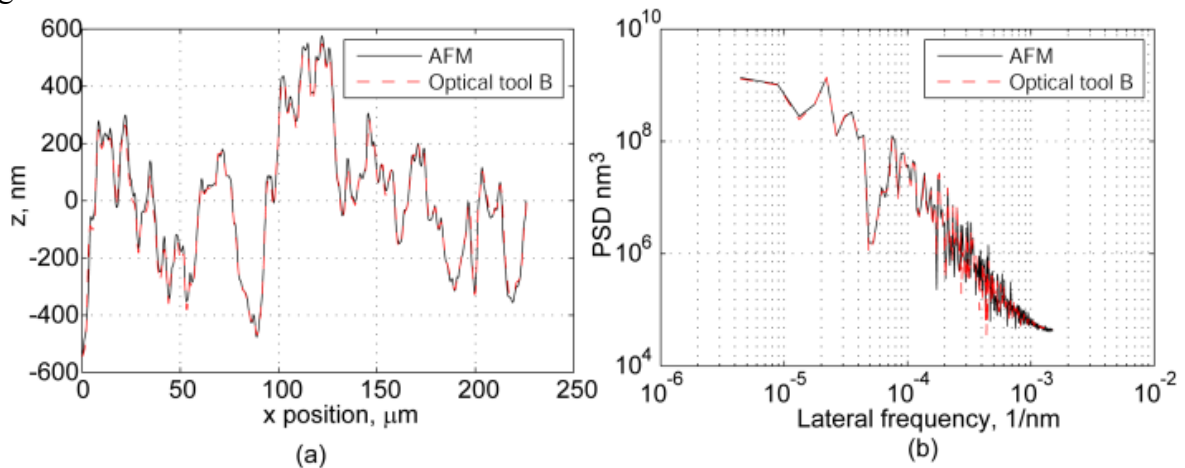 600
400
200
0
-200
-400
-600
z, nm
AFM
Optical tool B
0
50
100
150
200
250
x position, μm
(a)
10^10
10^8
10^6
10^4
PSD nm^3
AFM
Optical tool B
10^-6
10^-5
10^-4
10^-3
10^-2
Lateral frequency, 1/nm
(b)